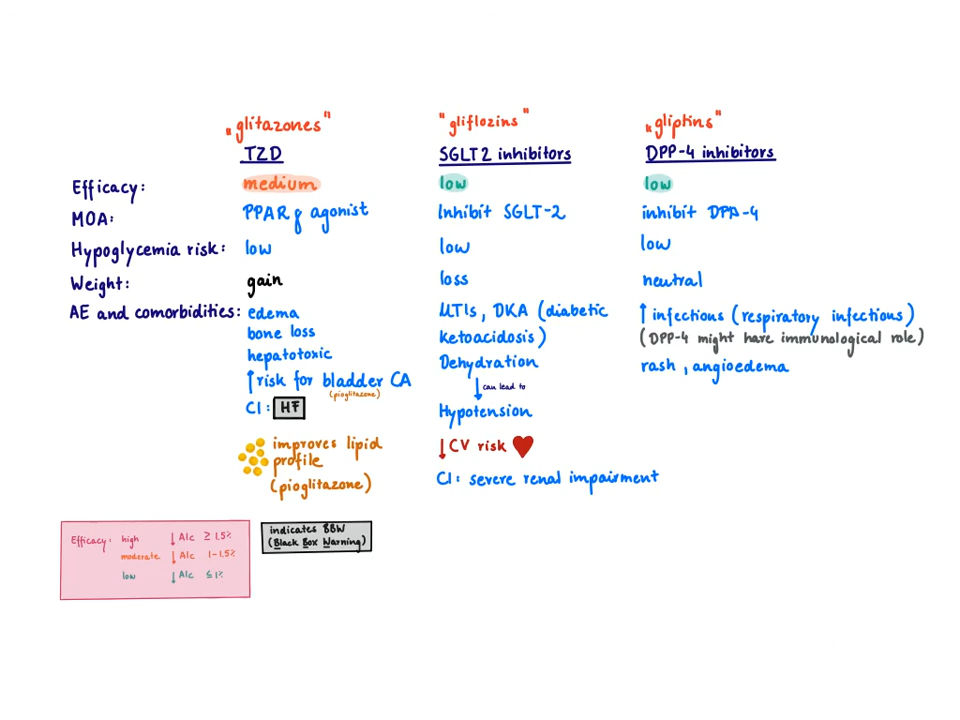 „glitazones"
"gliflozins"
„gliptins"
TZD
SGLT2 inhibitors
DPP-4 inhibitors
Efficacy:
medium
low
low
MOA:
PPARγ agonist
Inhibit SGLT-2
inhibit DPP-4
Hypoglycemia risk:
low
low
low
Weight:
gain
loss
neutral
AE and comorbidities:
edema
bone loss
hepatotoxic
↑ risk for bladder CA
(pioglitazone)
CI: HF
improves lipid
profile
(pioglitazone)
UTIs, DKA (diabetic
ketoacidosis)
Dehydration
↓ can lead to
Hypotension
↓ CV risk
CI: severe renal impairment
↑ infections (respiratory infections)
(DPP-4 might have immunological role)
rash, angioedema
Efficacy: high ↓ A1c ≥ 1.5%
moderate ↓ A1c 1-1.5%
low ↓ A1c ≤ 1%
indicates BBW
(Black Box Warning)